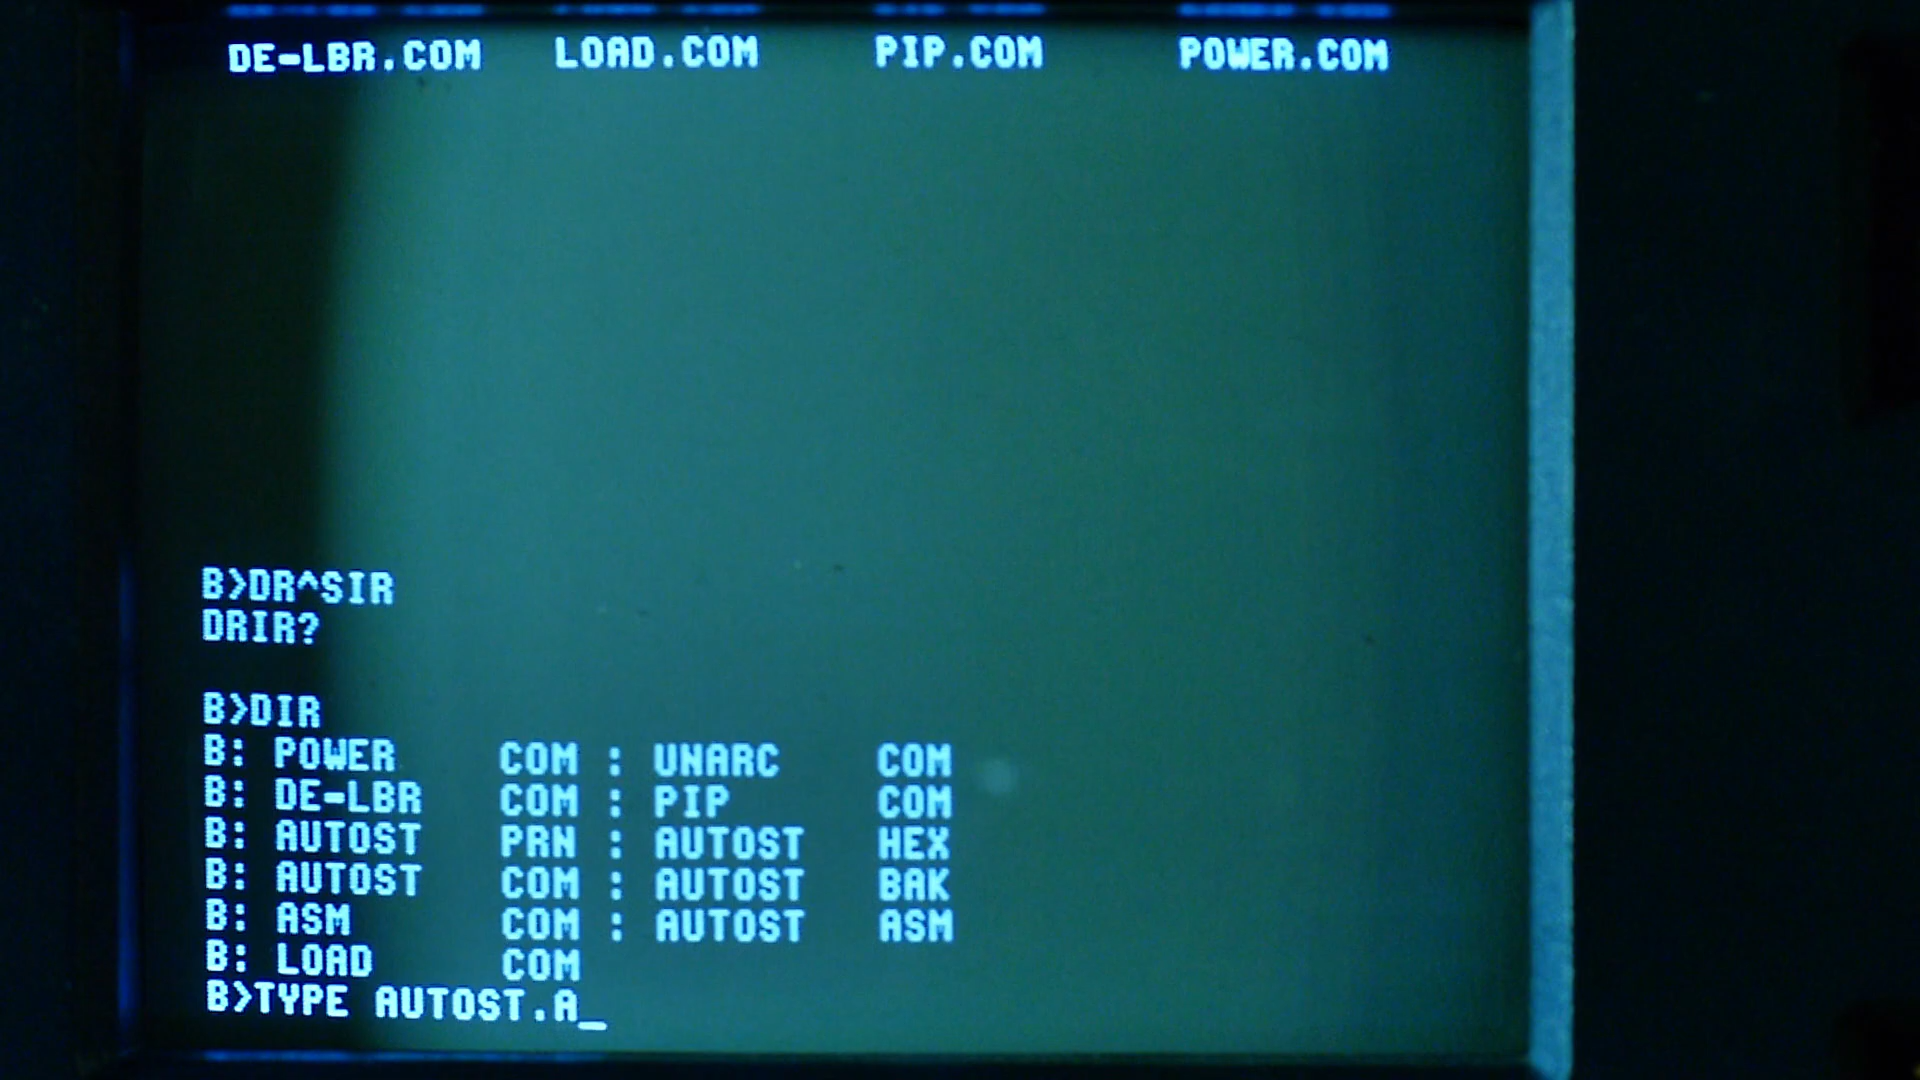 DE-LBR.COM LOAD.COM PIP.COM POWER.COM
B>DR^SIR
DRIR?
B>DIR
B: POWER COM : UNARC COM
B: DE-LBR COM : PIP COM
B: AUTOST PRN : AUTOST HEX
B: AUTOST COM : AUTOST BAK
B: ASM COM : AUTOST ASM
B: LOAD COM
B>TYPE AUTOST.A_